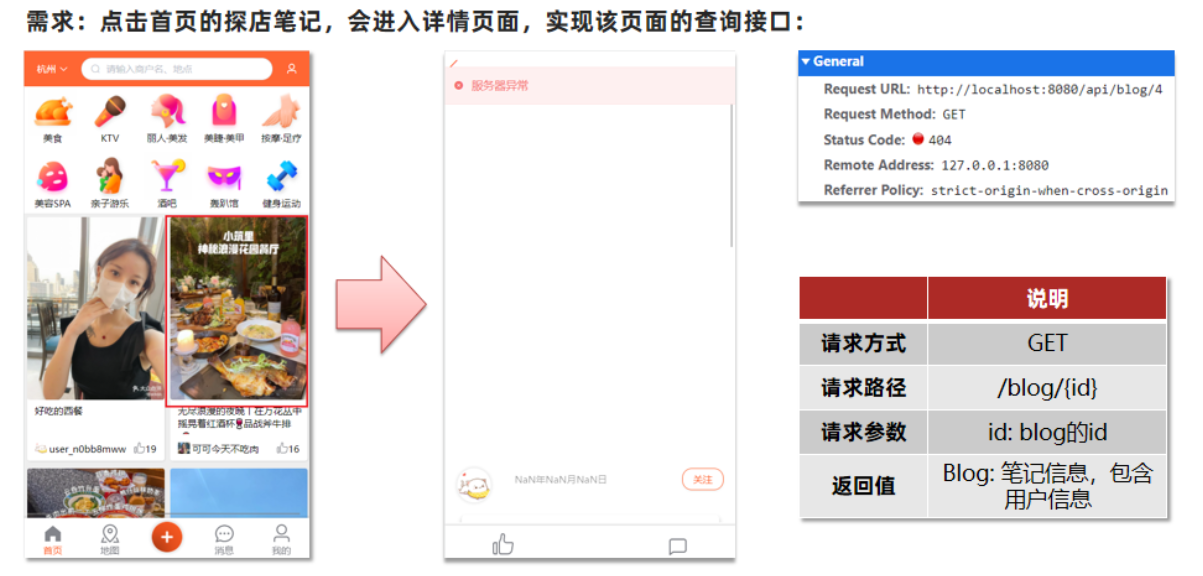 需求：点击首页的探店笔记，会进入详情页面，实现该页面的查询接口：
杭州
请输入商户名、地点
美食
KTV
丽人·美发
美睫·美甲
按摩·足疗
美容SPA
亲子游乐
酒吧
轰趴馆
健身运动
小筑里
神秘浪漫花园餐厅
好吃的西餐
user_n0bb8mww
19
无尽浪漫的夜晚丨在万花丛中
摇晃着红酒杯🍷品战斧牛排
可可今天不吃肉
16
首页
地图
消息
我的
服务器异常
NaN年NaN月NaN日
关注
General
Request URL: http://localhost:8080/api/blog/4
Request Method: GET
Status Code: 404
Remote Address: 127.0.0.1:8080
Referrer Policy: strict-origin-when-cross-origin
说明
请求方式 GET
请求路径 /blog/{id}
请求参数 id: blog的id
返回值 Blog: 笔记信息，包含
用户信息